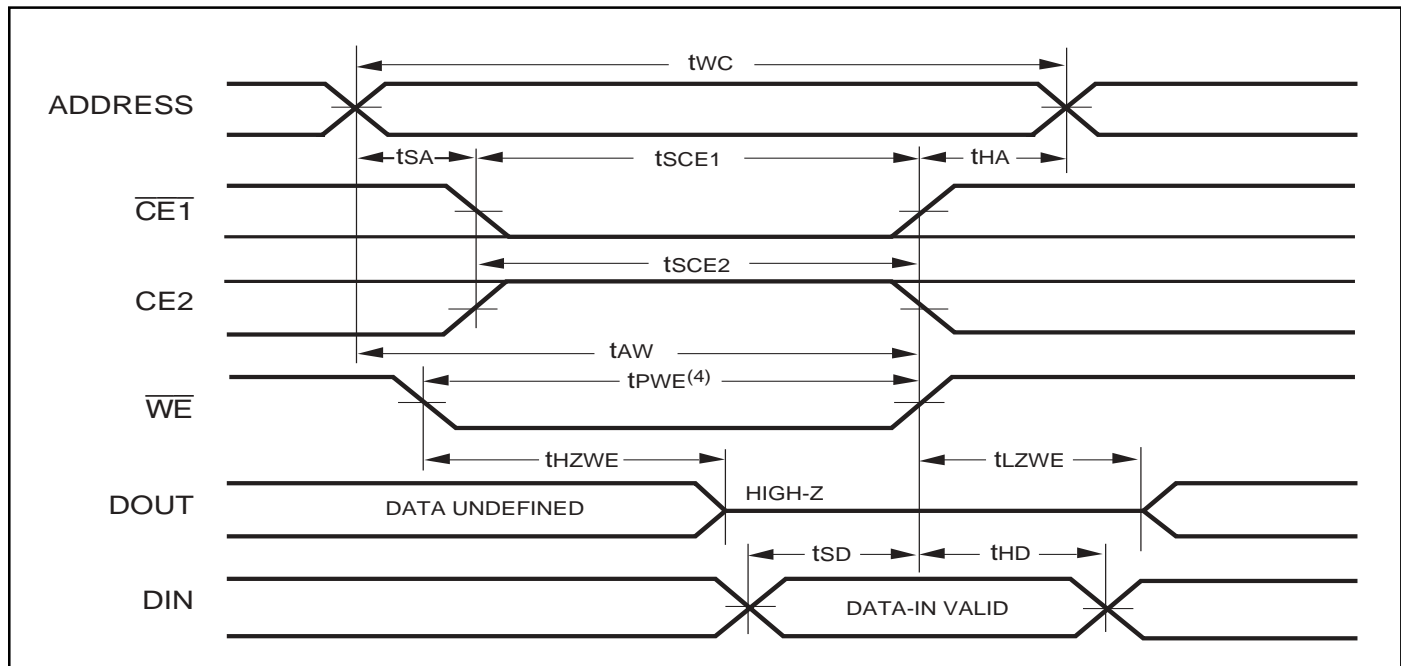 tWC
ADDRESS
tSA
tSCE1
tHA
CE1
tSCE2
CE2
tAW
tPWE(4)
WE
tHZWE
tLZWE
DOUT
DATA UNDEFINED
HIGH-Z
tSD
tHD
DIN
DATA-IN VALID